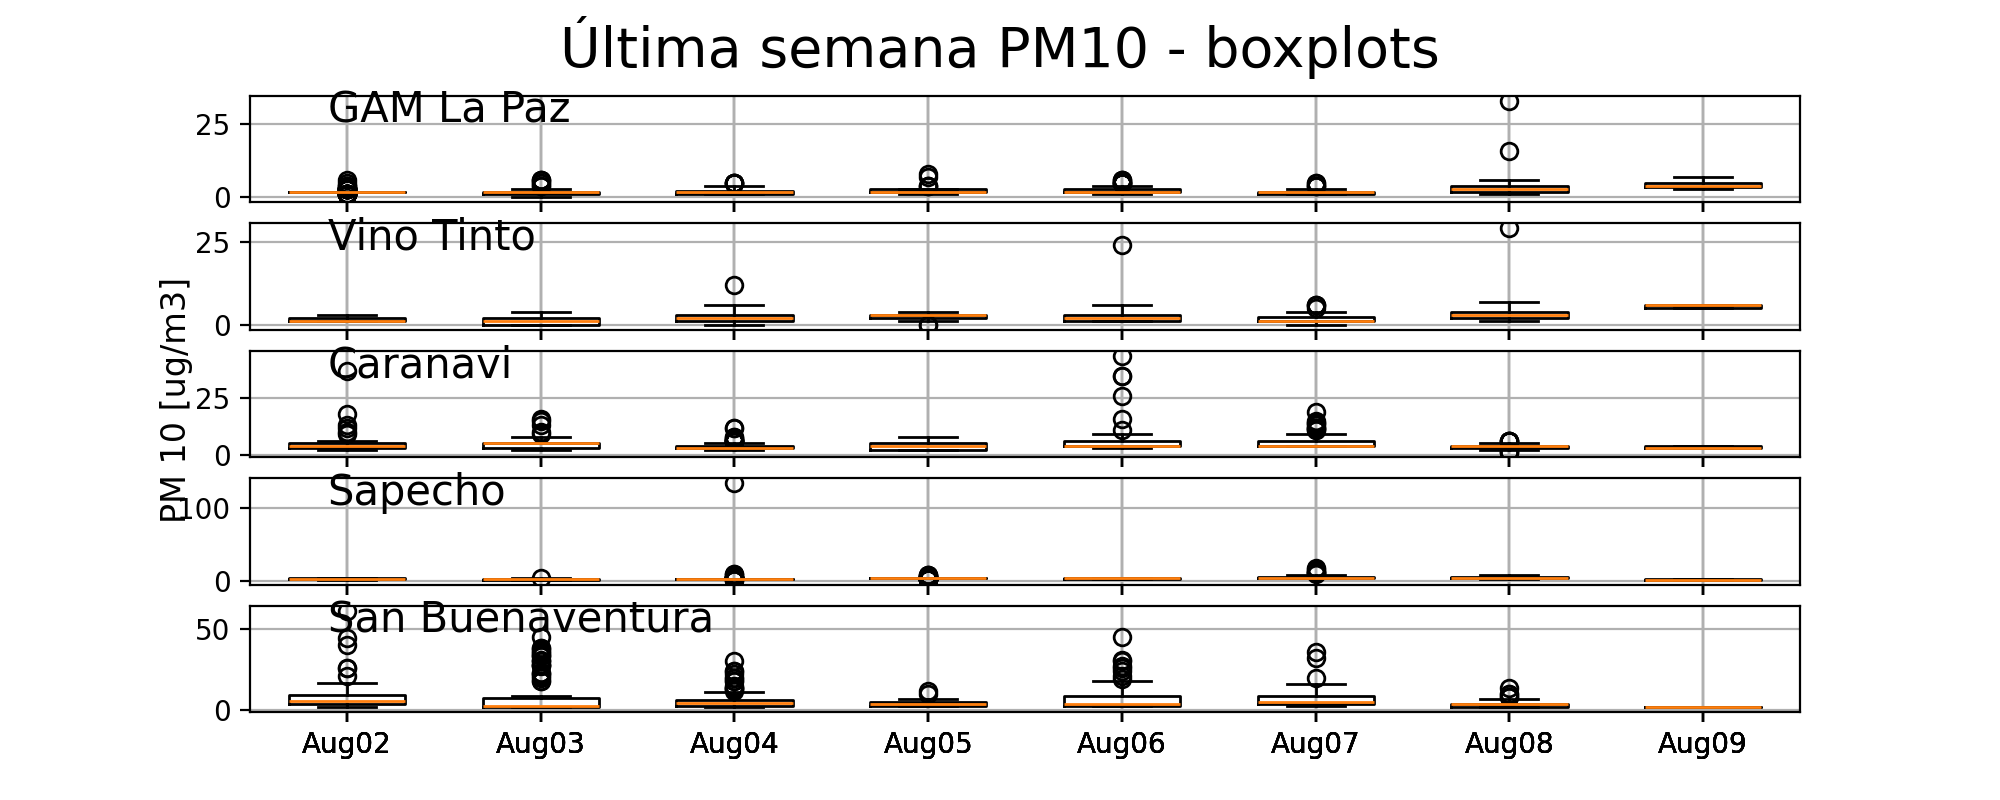 Última semana PM10 - boxplots
GAM La Paz
25
0
Vino Tinto
25
0
PM 10 [ug/m3]
Caranavi
25
0
Sapecho
100
0
San Buenaventura
50
0
Aug02 Aug03 Aug04 Aug05 Aug06 Aug07 Aug08 Aug09